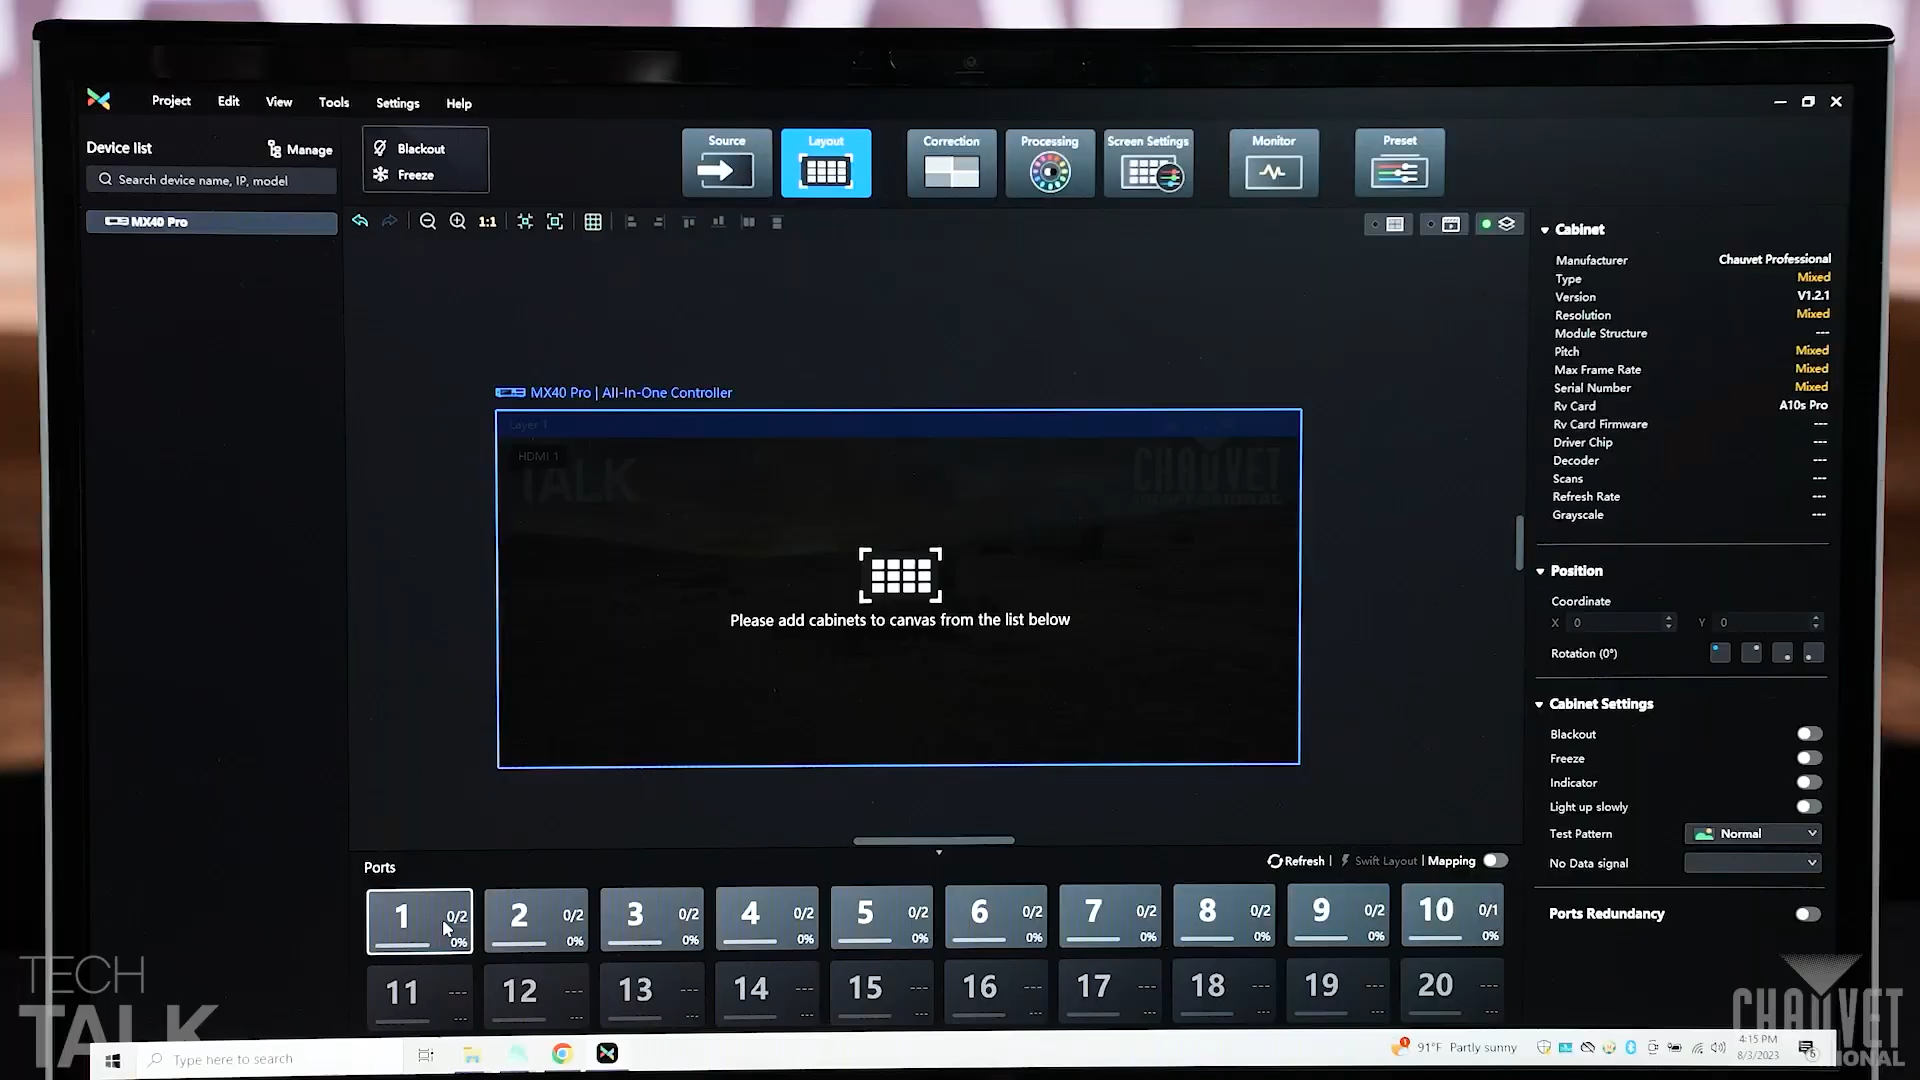 Project Edit View Tools Settings Help
Device list Manage
Search device name, IP, model
MX40 Pro
Blackout
Freeze
Source Layout Correction Processing Screen Settings Monitor Preset
1:1
MX40 Pro | All-In-One Controller
Layer 1
HDMI 1
TALK
CHAUVET
PROFESSIONAL
Please add cabinets to canvas from the list below
Cabinet
Manufacturer Chauvet Professional
Type Mixed
Version V1.2.1
Resolution Mixed
Module Structure ---
Pitch Mixed
Max Frame Rate Mixed
Serial Number Mixed
Rv Card A10s Pro
Rv Card Firmware ---
Driver Chip ---
Decoder ---
Scans ---
Refresh Rate ---
Grayscale ---
Position
Coordinate
X 0 Y 0
Rotation (0°)
Cabinet Settings
Blackout
Freeze
Indicator
Light up slowly
Test Pattern Normal
No Data signal
Ports Redundancy
Ports
Refresh | Swift Layout | Mapping
1 0/2 0%
2 0/2 0%
3 0/2 0%
4 0/2 0%
5 0/2 0%
6 0/2 0%
7 0/2 0%
8 0/2 0%
9 0/2 0%
10 0/1 0%
11 --- ---
12 --- ---
13 --- ---
14 --- ---
15 --- ---
16 --- ---
17 --- ---
18 --- ---
19 --- ---
20 --- ---
TECH
TALK
CHAUVET
Type here to search
1
91°F Partly sunny
4:15 PM
8/3/2023
5